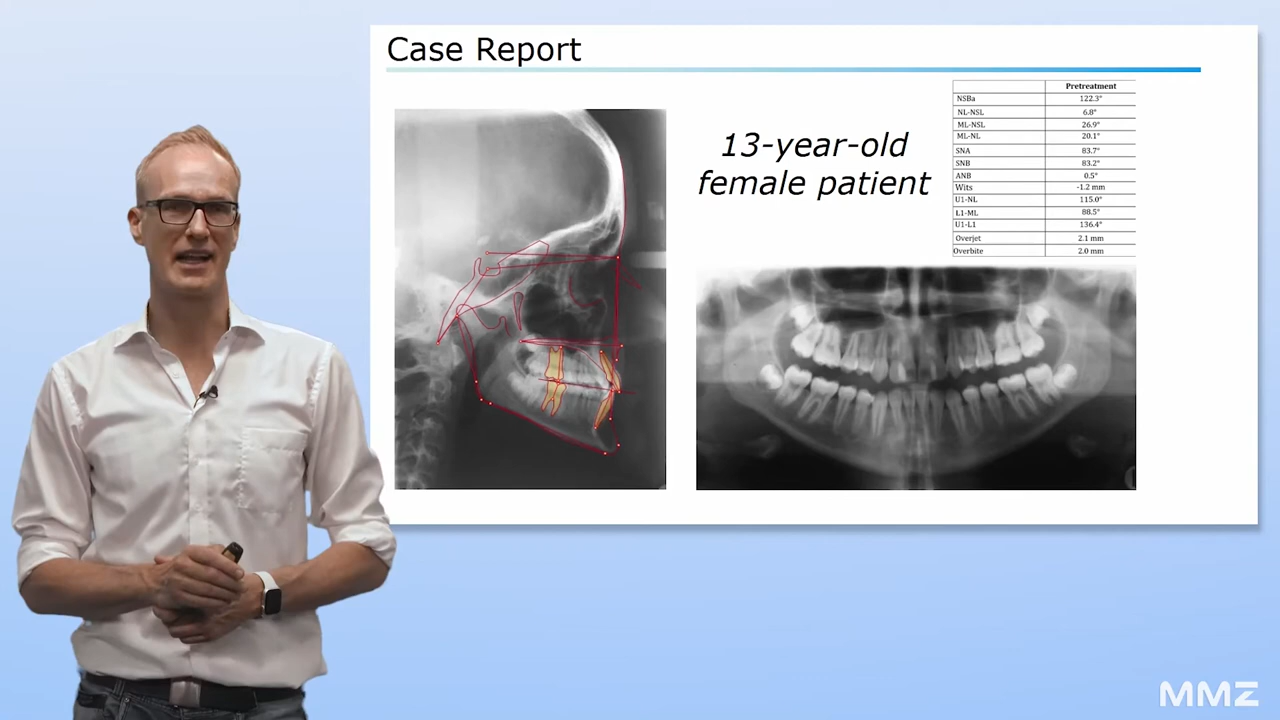 Case Report
13-year-old
female patient
Pretreatment
NSBa 122.3°
NL-NSL 6.8°
ML-NSL 26.9°
ML-NL 20.1°
SNA 83.7°
SNB 83.2°
ANB 0.5°
Wits -1.2 mm
U1-NL 115.0°
L1-ML 88.5°
U1-L1 136.4°
Overjet 2.1 mm
Overbite 2.0 mm
MMZ